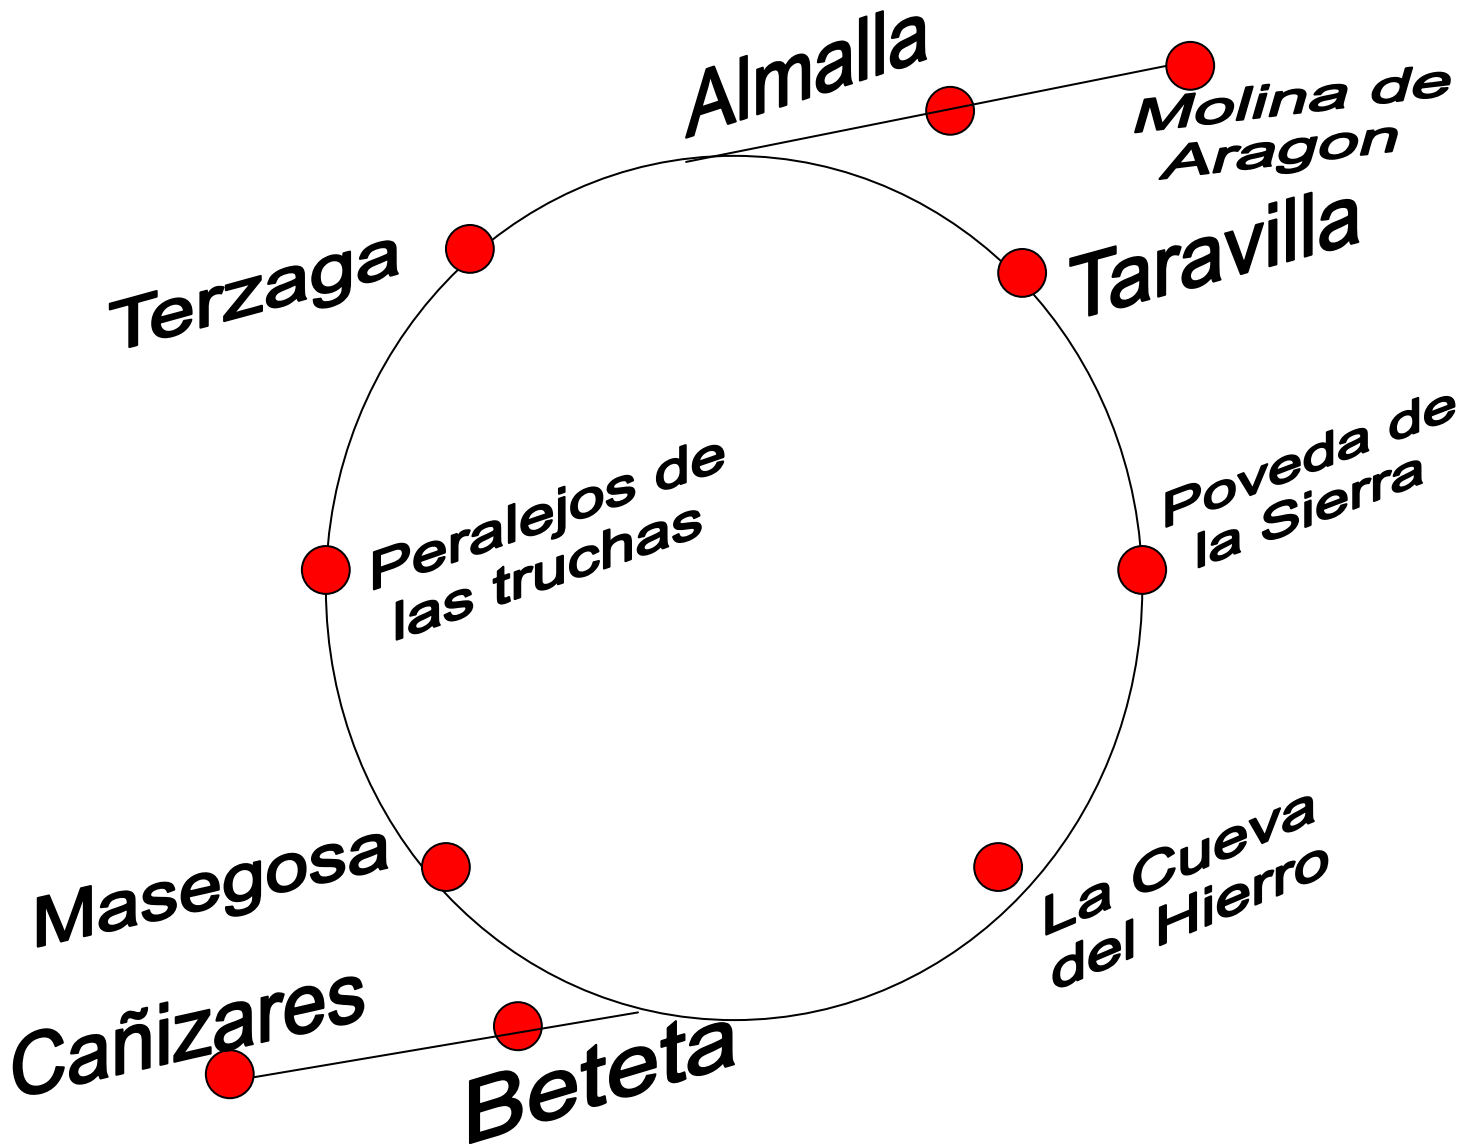 Almalla
Molina de
Aragon
Taravilla
Terzaga
Peralejos de
las truchas
Poveda de
la Sierra
Masegosa
La Cueva
del Hierro
Cañizares
Beteta